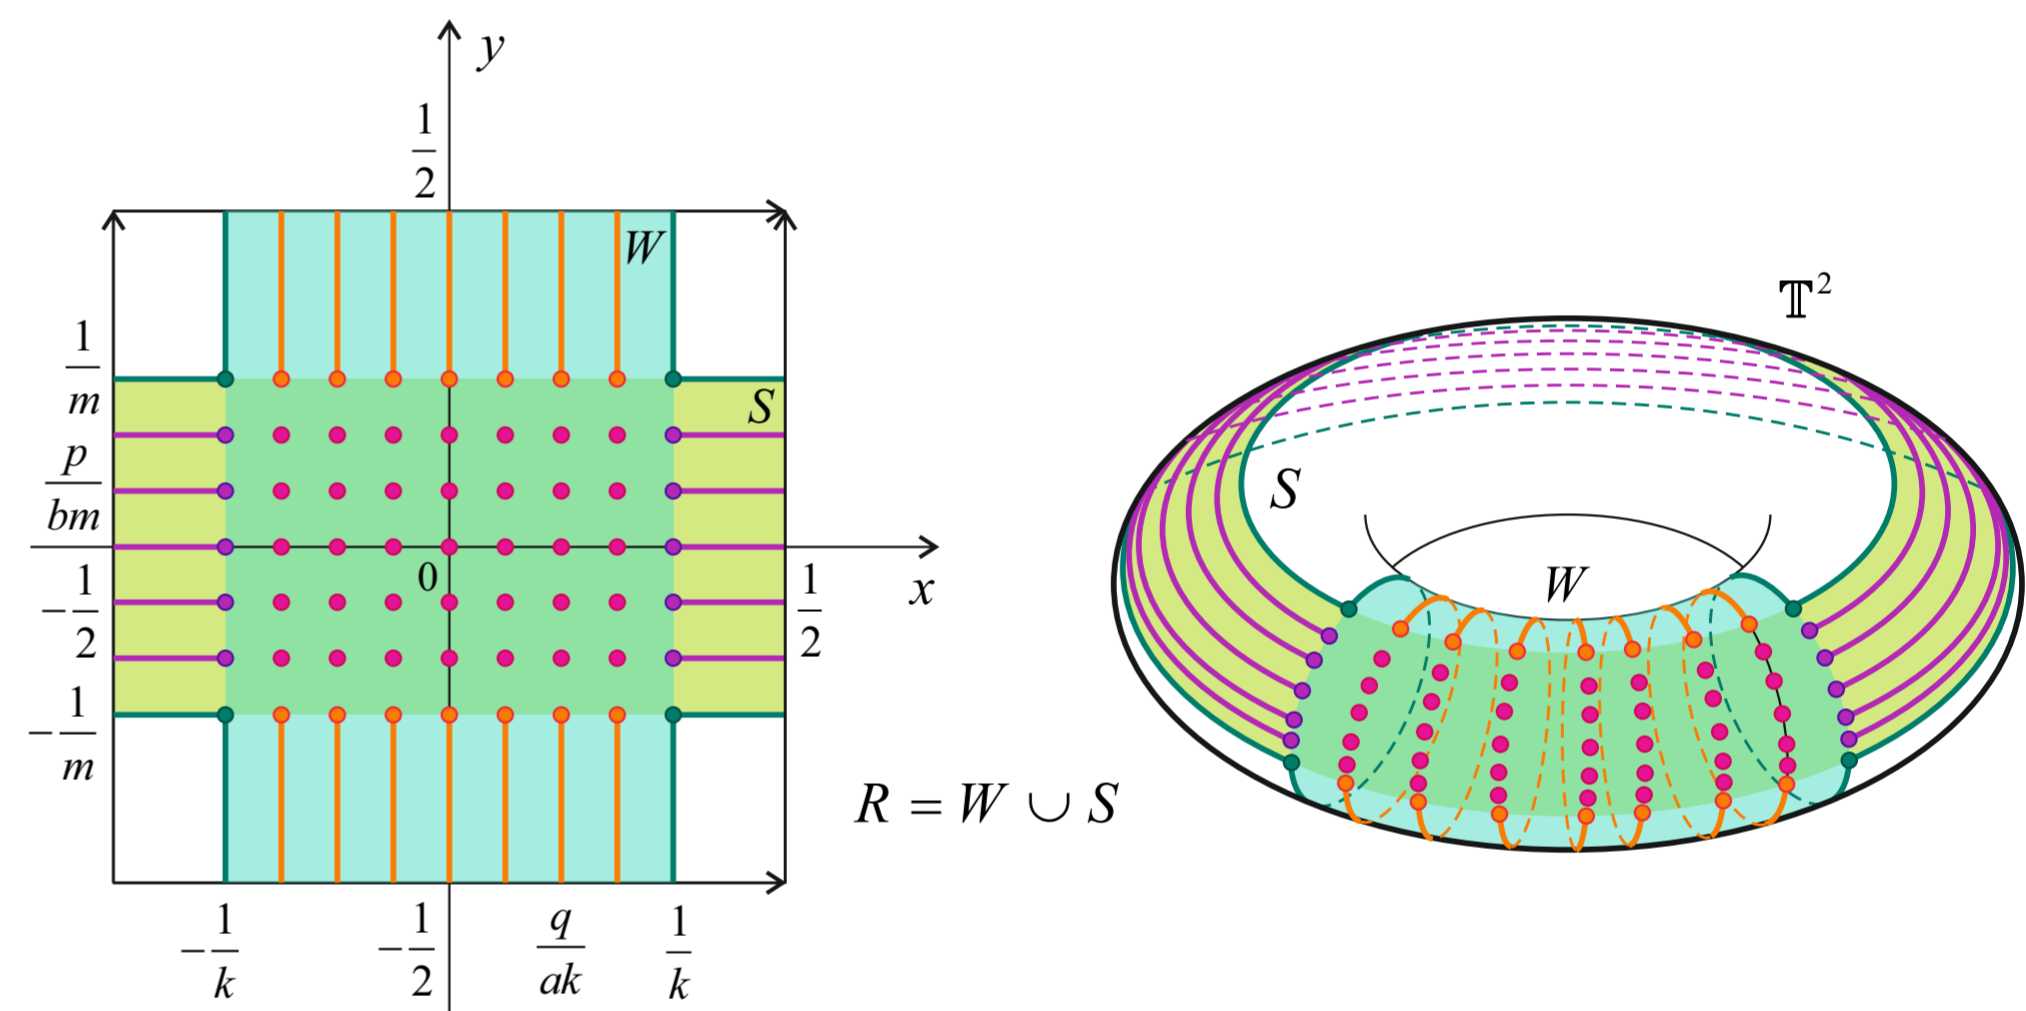 y
1/2
W
1/m
S
p/bm
0
x
-1/2
1/2
-1/m
-1/k
-1/2
q/ak
1/k
R = W ∪ S
𝕋²
S
W